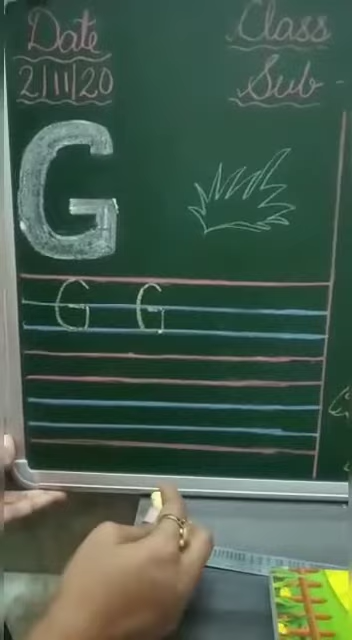 Date
2/11/20
Class
Sub -
G
G G